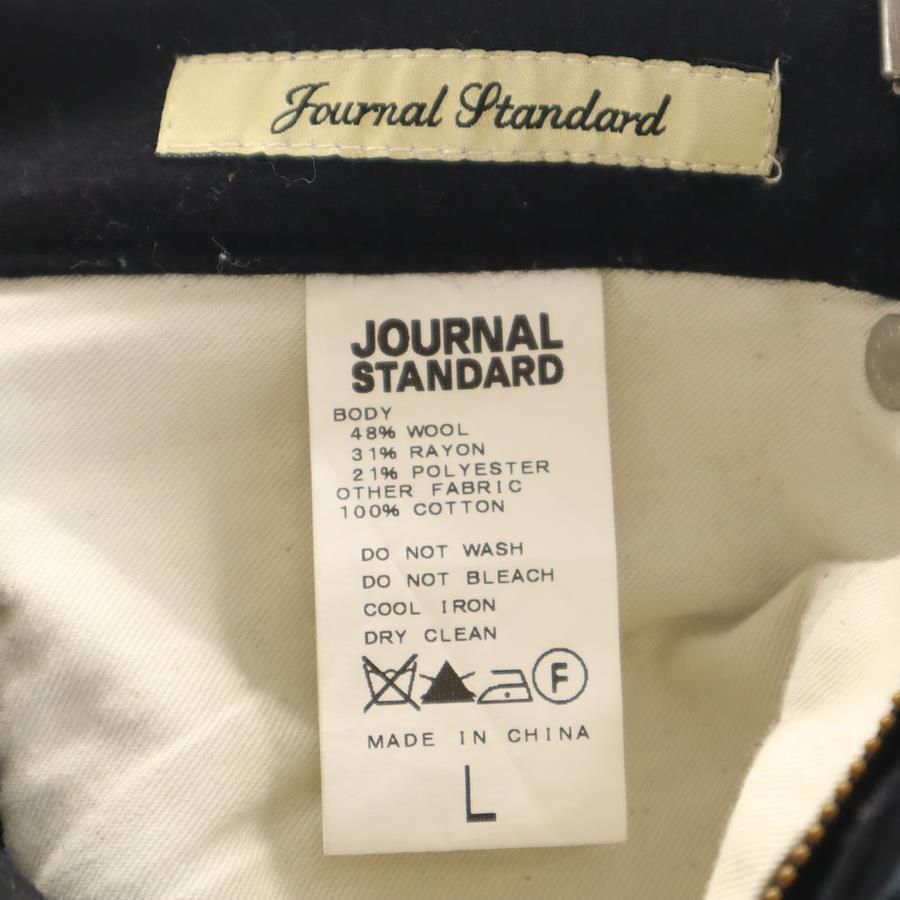 Journal Standard
JOURNAL
STANDARD
BODY
48% WOOL
31% RAYON
21% POLYESTER
OTHER FABRIC
100% COTTON
DO NOT WASH
DO NOT BLEACH
COOL IRON
DRY CLEAN
F
MADE IN CHINA
L